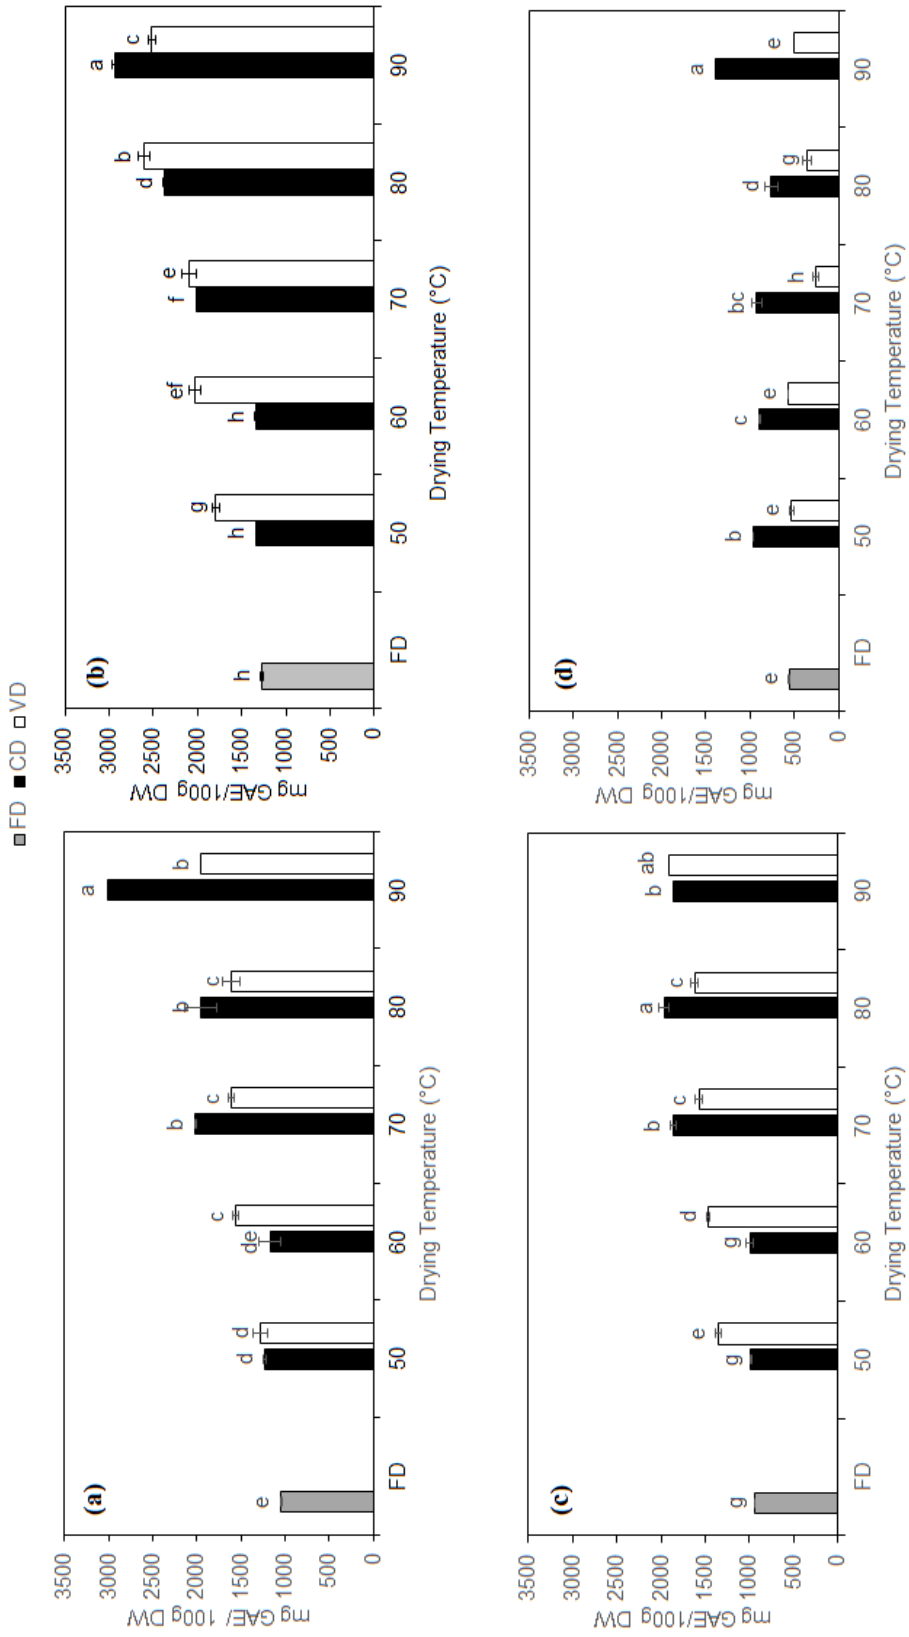 FD CD VD
(a)
mg GAE/ 100g DW
3500
3000
2500
2000
1500
1000
500
0
e
d d
de c
b c
b c
a b
FD 50 60 70 80 90
Drying Temperature (°C)
(b)
mg GAE/100g DW
3500
3000
2500
2000
1500
1000
500
0
h
h g
h ef
f e
d b
a c
FD 50 60 70 80 90
Drying Temperature (°C)
(c)
mg GAE/100g DW
3500
3000
2500
2000
1500
1000
500
0
g
g e
g d
b c
a c
b ab
FD 50 60 70 80 90
Drying Temperature (°C)
(d)
mg GAE/100g DW
3500
3000
2500
2000
1500
1000
500
0
e
b e
c e
bc h
d g
a e
FD 50 60 70 80 90
Drying Temperature (°C)